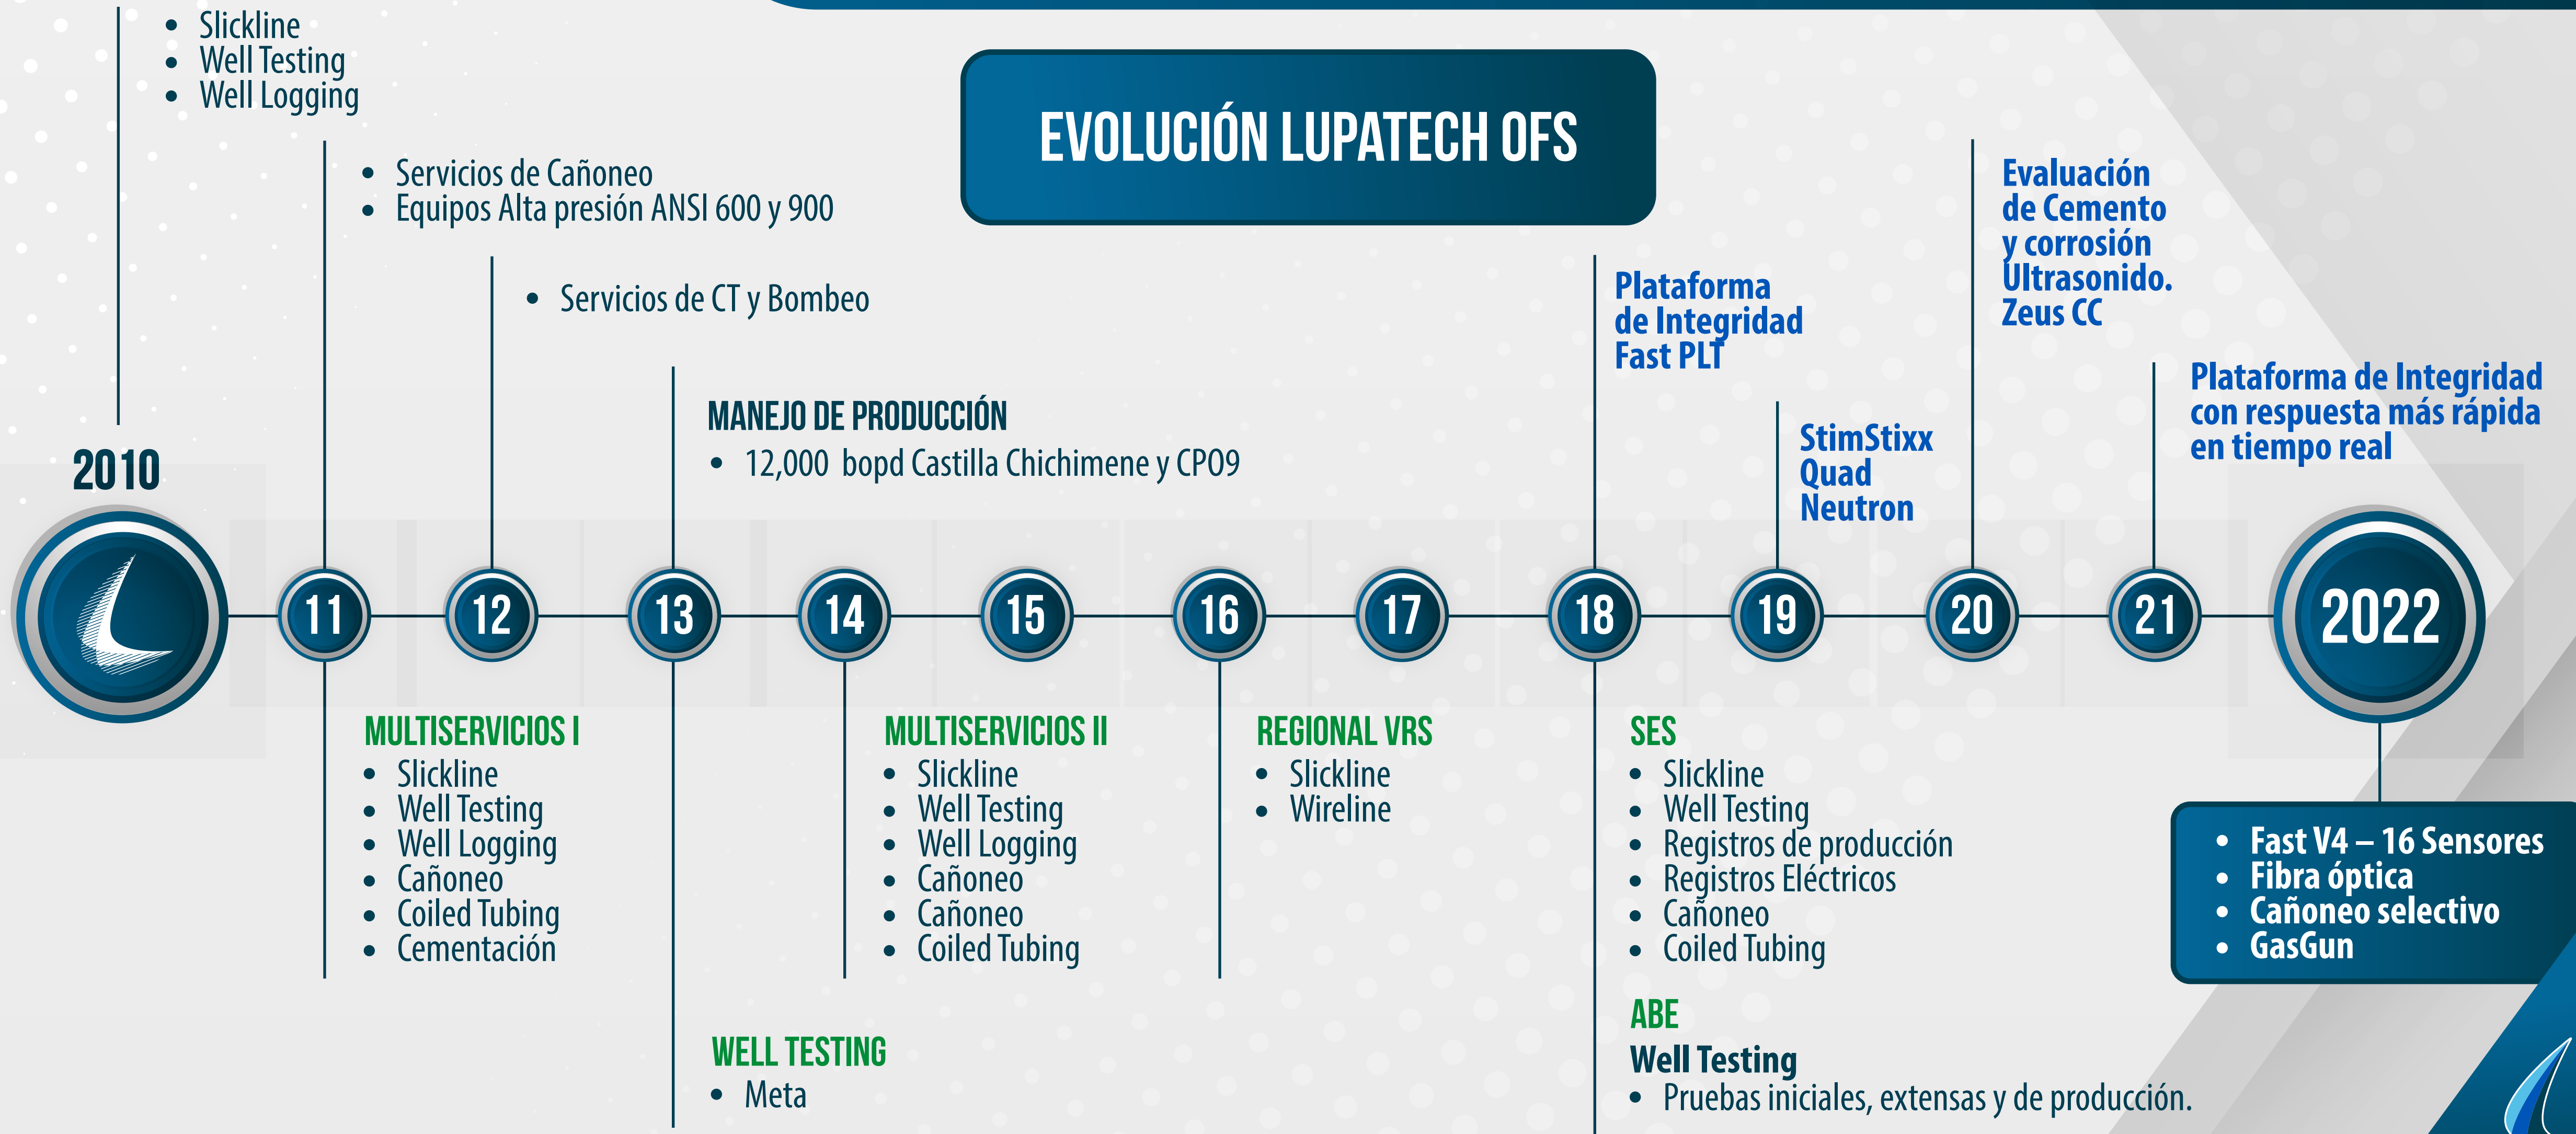 Slickline
Well Testing
Well Logging
EVOLUCIÓN LUPATECH OFS
Servicios de Cañoneo
Equipos Alta presión ANSI 600 y 900
Servicios de CT y Bombeo
MANEJO DE PRODUCCIÓN
12,000 bopd Castilla Chichimene y CPO9
Plataforma
de Integridad
Fast PLT
StimStixx
Quad
Neutron
Evaluación
de Cemento
y corrosión
Ultrasonido.
Zeus CC
Plataforma de Integridad
con respuesta más rápida
en tiempo real
2010
11
12
13
14
15
16
17
18
19
20
21
2022
MULTISERVICIOS I
Slickline
Well Testing
Well Logging
Cañoneo
Coiled Tubing
Cementación
WELL TESTING
Meta
MULTISERVICIOS II
Slickline
Well Testing
Well Logging
Cañoneo
Cañoneo
Coiled Tubing
REGIONAL VRS
Slickline
Wireline
SES
Slickline
Well Testing
Registros de producción
Registros Eléctricos
Cañoneo
Coiled Tubing
ABE
Well Testing
Pruebas iniciales, extensas y de producción.
Fast V4 – 16 Sensores
Fibra óptica
Cañoneo selectivo
GasGun